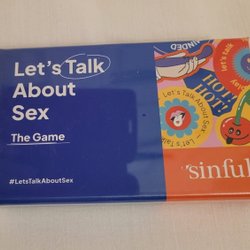 Let's Talk
About
Sex
The Game
#LetsTalkAboutSex
HOT,
HOT!
Let's Talk About Sex
sinful